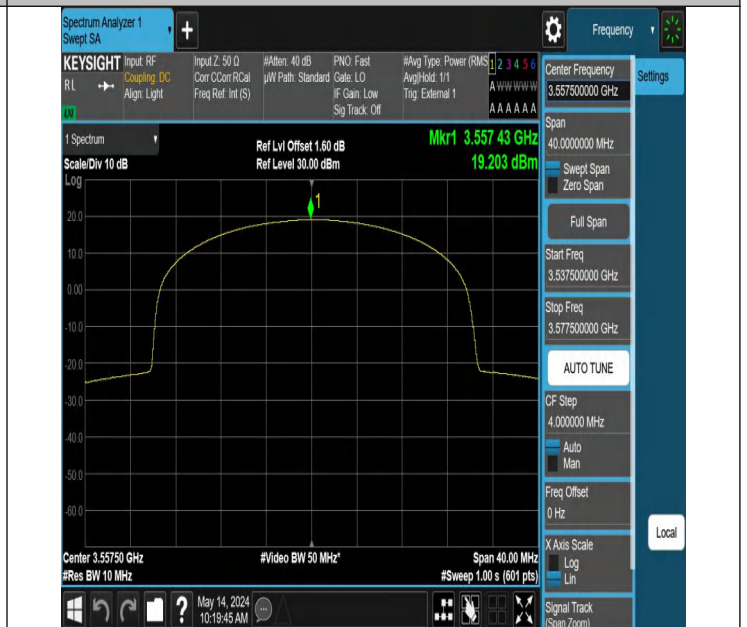 Spectrum Analyzer 1
Swept SA
+
Frequency
KEYSIGHT
RL
LXI
Input: RF
Coupling: DC
Align: Light
Input Z: 50 Ω
Corr CCorr RCal
Freq Ref: Int (S)
#Atten: 40 dB
µW Path: Standard
PNO: Fast
Gate: LO
IF Gain: Low
Sig Track: Off
#Avg Type: Power (RMS
Avg|Hold: 1/1
Trig: External 1
1 2 3 4 5 6
A W W W W W
A A A A A A
1 Spectrum
Scale/Div 10 dB
Log
Ref Lvl Offset 1.60 dB
Ref Level 30.00 dBm
Mkr1 3.557 43 GHz
19.203 dBm
1
20.0
10.0
0.00
-10.0
-20.0
-30.0
-40.0
-50.0
-60.0
Center 3.55750 GHz
#Res BW 10 MHz
#Video BW 50 MHz*
Span 40.00 MHz
#Sweep 1.00 s (601 pts)
Center Frequency
3.557500000 GHz
Settings
Span
40.0000000 MHz
Swept Span
Zero Span
Full Span
Start Freq
3.537500000 GHz
Stop Freq
3.577500000 GHz
AUTO TUNE
CF Step
4.000000 MHz
Auto
Man
Freq Offset
0 Hz
X Axis Scale
Log
Lin
Local
Signal Track
(Span Zoom)
?
May 14, 2024
10:19:45 AM